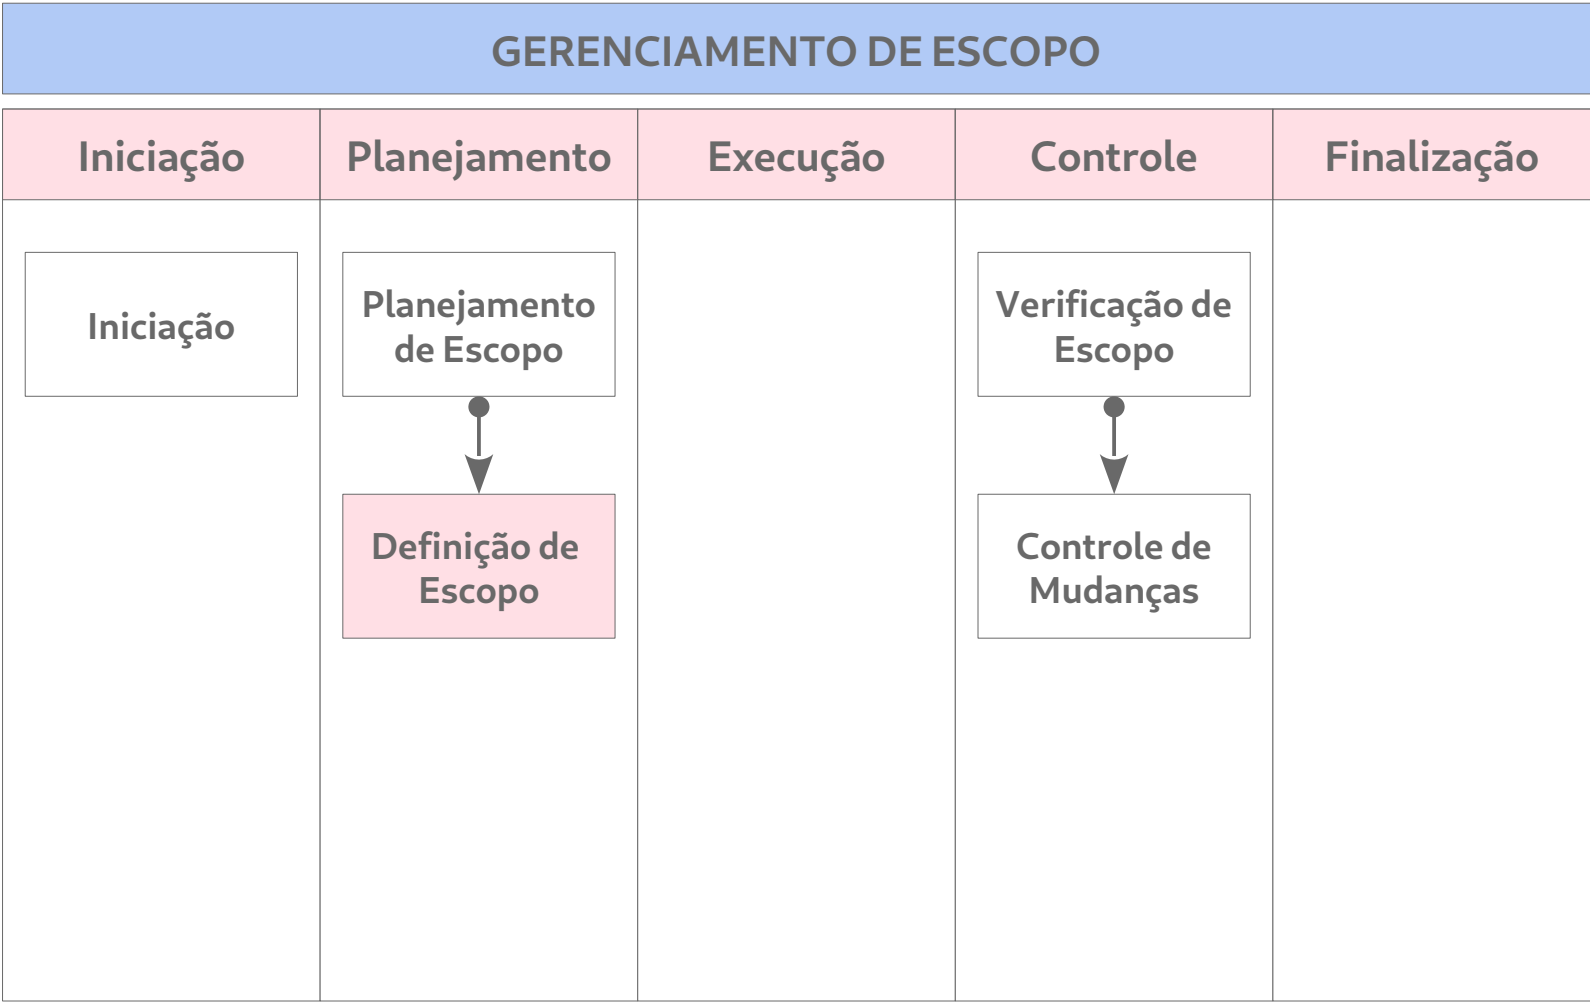 GERENCIAMENTO DE ESCOPO
Iniciação
Planejamento
Execução
Controle
Finalização
Iniciação
Planejamento
de Escopo
Verificação de
Escopo
Definição de
Escopo
Controle de
Mudanças